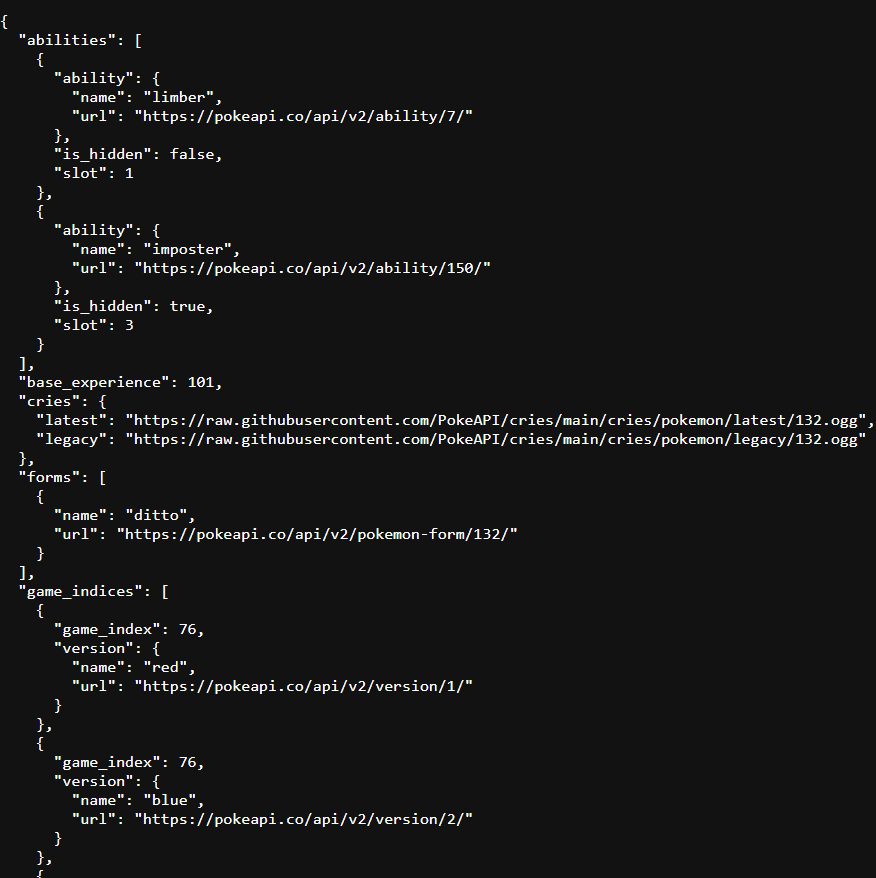 {
  "abilities": [
    {
      "ability": {
        "name": "limber",
        "url": "https://pokeapi.co/api/v2/ability/7/"
      },
      "is_hidden": false,
      "slot": 1
    },
    {
      "ability": {
        "name": "imposter",
        "url": "https://pokeapi.co/api/v2/ability/150/"
      },
      "is_hidden": true,
      "slot": 3
    }
  ],
  "base_experience": 101,
  "cries": {
    "latest": "https://raw.githubusercontent.com/PokeAPI/cries/main/cries/pokemon/latest/132.ogg",
    "legacy": "https://raw.githubusercontent.com/PokeAPI/cries/main/cries/pokemon/legacy/132.ogg"
  },
  "forms": [
    {
      "name": "ditto",
      "url": "https://pokeapi.co/api/v2/pokemon-form/132/"
    }
  ],
  "game_indices": [
    {
      "game_index": 76,
      "version": {
        "name": "red",
        "url": "https://pokeapi.co/api/v2/version/1/"
      }
    },
    {
      "game_index": 76,
      "version": {
        "name": "blue",
        "url": "https://pokeapi.co/api/v2/version/2/"
      }
    },
    {